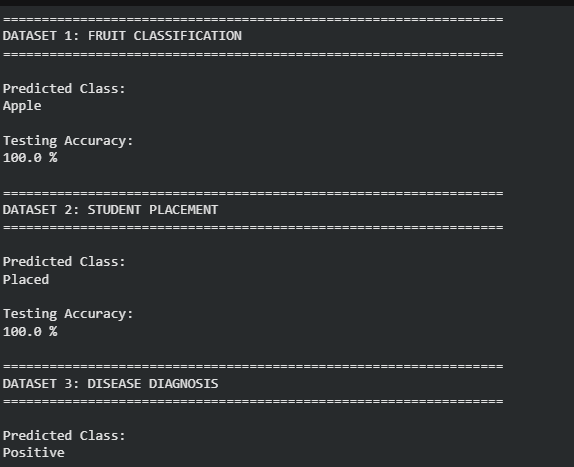 ================================================================
DATASET 1: FRUIT CLASSIFICATION
================================================================
Predicted Class:
Apple
Testing Accuracy:
100.0 %
================================================================
DATASET 2: STUDENT PLACEMENT
================================================================
Predicted Class:
Placed
Testing Accuracy:
100.0 %
================================================================
DATASET 3: DISEASE DIAGNOSIS
================================================================
Predicted Class:
Positive